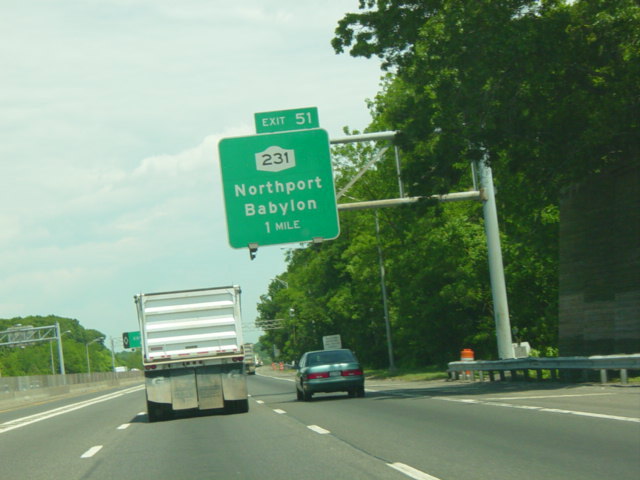 EXIT 51
231
Northport
Babylon
1 MILE